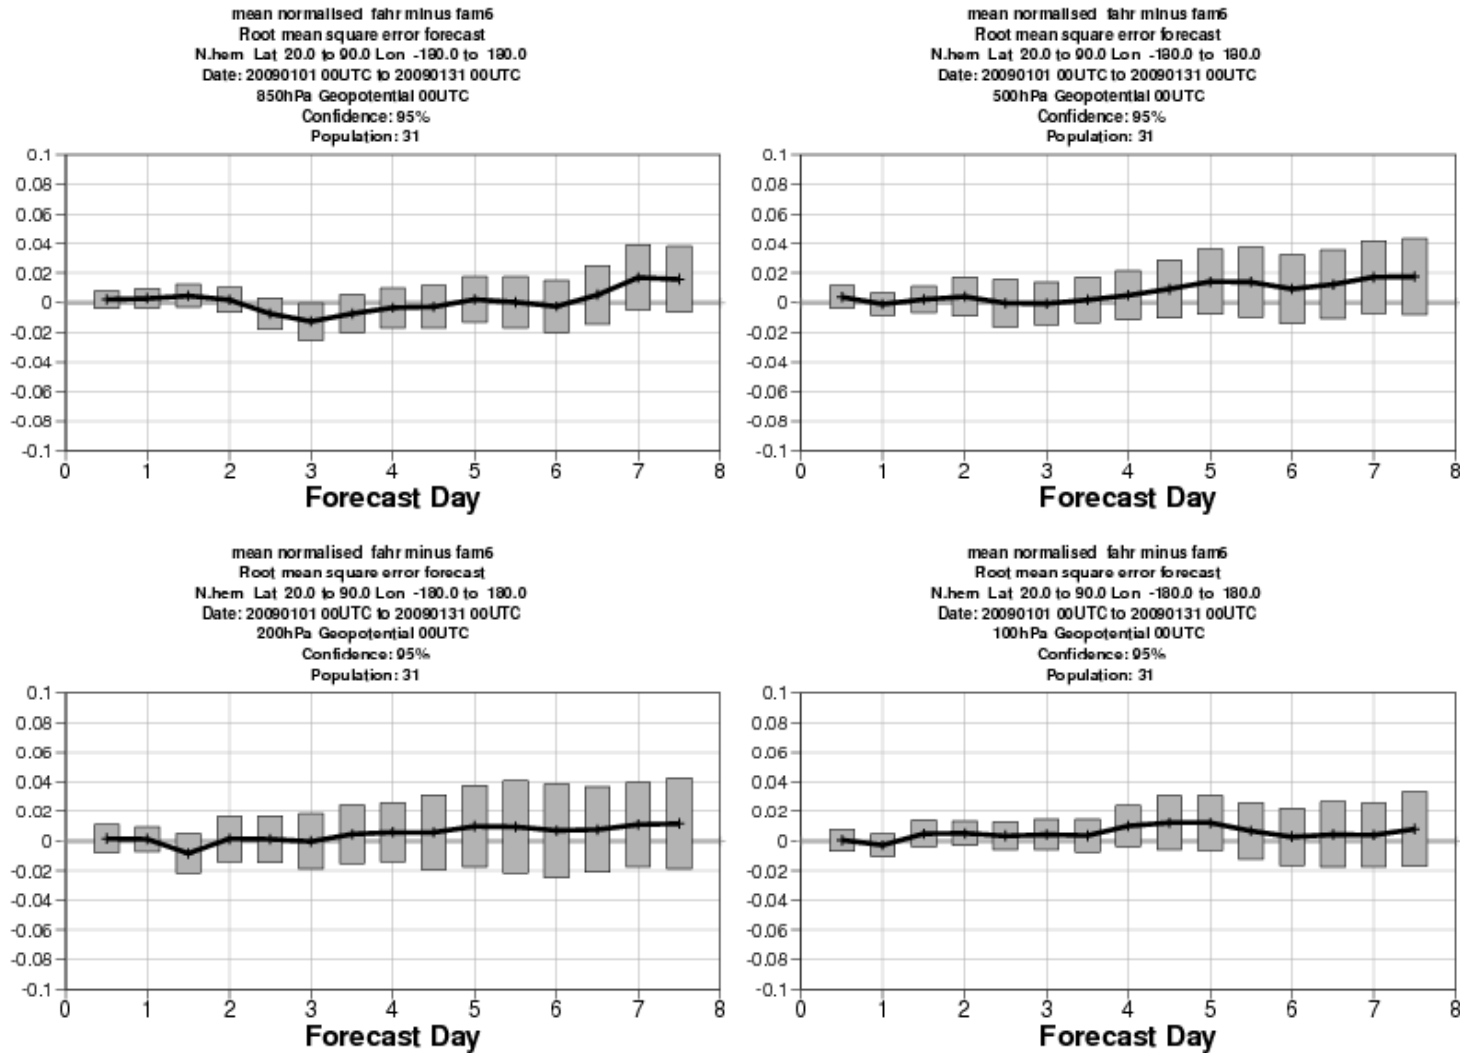 mean normalised fahr minus fam6
Root mean square error forecast
N.hem Lat 20.0 to 90.0 Lon -180.0 to 180.0
Date: 20090101 00UTC to 20090131 00UTC
850hPa Geopotential 00UTC
Confidence: 95%
Population: 31
0.1
0.08
0.06
0.04
0.02
0
-0.02
-0.04
-0.06
-0.08
-0.1
0 1 2 3 4 5 6 7 8
Forecast Day
mean normalised fahr minus fam6
Root mean square error forecast
N.hem Lat 20.0 to 90.0 Lon -180.0 to 180.0
Date: 20090101 00UTC to 20090131 00UTC
500hPa Geopotential 00UTC
Confidence: 95%
Population: 31
0.1
0.08
0.06
0.04
0.02
0
-0.02
-0.04
-0.06
-0.08
-0.1
0 1 2 3 4 5 6 7 8
Forecast Day
mean normalised fahr minus fam6
Root mean square error forecast
N.hem Lat 20.0 to 90.0 Lon -180.0 to 180.0
Date: 20090101 00UTC to 20090131 00UTC
200hPa Geopotential 00UTC
Confidence: 95%
Population: 31
0.1
0.08
0.06
0.04
0.02
0
-0.02
-0.04
-0.06
-0.08
-0.1
0 1 2 3 4 5 6 7 8
Forecast Day
mean normalised fahr minus fam6
Root mean square error forecast
N.hem Lat 20.0 to 90.0 Lon -180.0 to 180.0
Date: 20090101 00UTC to 20090131 00UTC
100hPa Geopotential 00UTC
Confidence: 95%
Population: 31
0.1
0.08
0.06
0.04
0.02
0
-0.02
-0.04
-0.06
-0.08
-0.1
0 1 2 3 4 5 6 7 8
Forecast Day